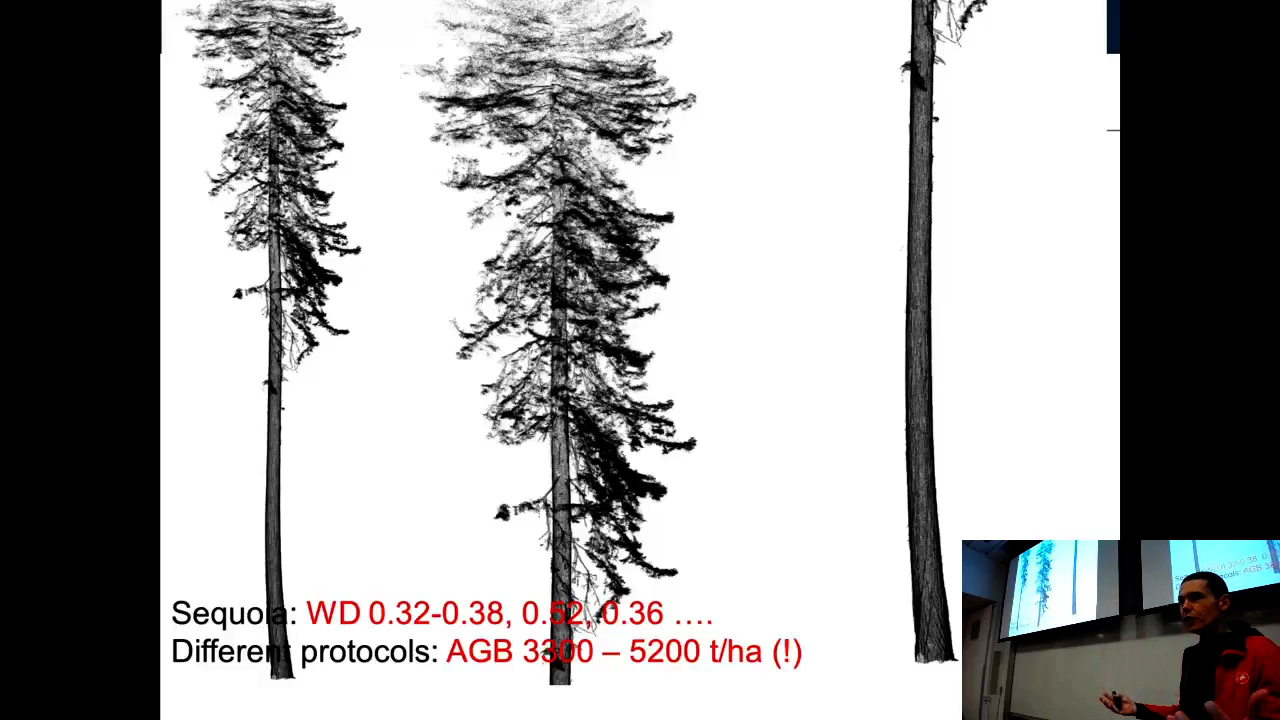 Sequoia: WD 0.32-0.38, 0.52, 0.36 ….
Different protocols: AGB 3300 – 5200 t/ha (!)